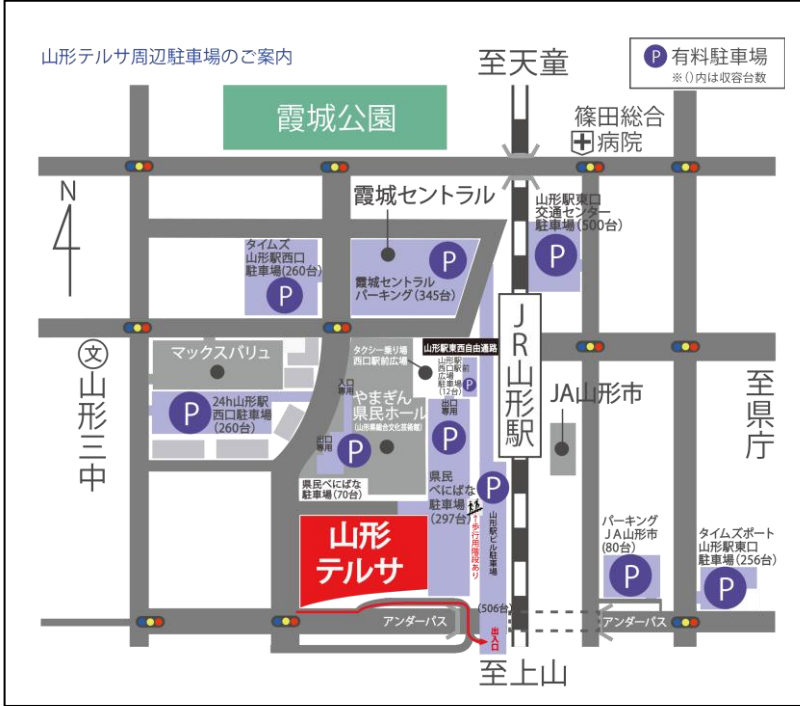 山形テルサ周辺駐車場のご案内
P 有料駐車場
※()内は収容台数
至天童
霞城公園
篠田総合
病院
N
霞城セントラル
山形駅東口
交通センター
駐車場(500台)
P
タイムズ
山形駅西口
駐車場(260台)
P
P
霞城セントラル
パーキング(345台)
JR山形駅
文
山形三中
マックスバリュ
タクシー乗り場
西口駅前広場
山形駅東西自由通路
山形駅
西口駅前
広場
駐車場
(12台)
P
24h山形駅
西口駐車場
(260台)
P
入口
専用
やまぎん
県民ホール
(山形県総合文化芸術館)
出口
専用
P
出口
専用
P
JA山形市
至県庁
県民べにばな
駐車場(70台)
県民
べにばな
駐車場
(297台)
P
山形駅ビル駐車場
(506台)
歩行用階段あり
山形
テルサ
パーキング
JA山形市
(80台)
P
タイムズポート
山形駅東口
駐車場(256台)
P
アンダーパス
出入口
アンダーパス
至上山